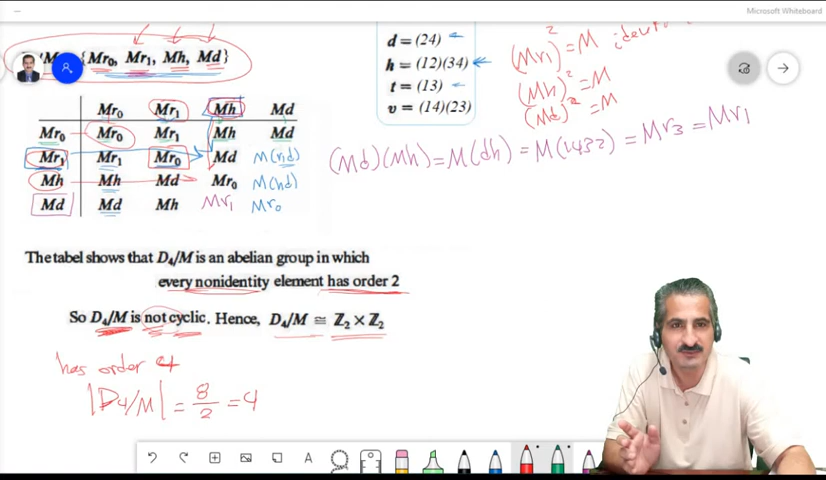 Microsoft Whiteboard
'M {Mr₀, Mr₁, Mh, Md}
d = (24)
h = (12)(34)
t = (13)
v = (14)(23)
2
(Mr₁) = M
(Mh)² = M
(Md)² = M
Mr₀ Mr₁ Mh Md
Mr₀ Mr₀ Mr₁ Mh Md
Mr₁ Mr₁ Mr₀ Md M(r₁d)
Mh Mh Md Mr₀ M(hd)
Md Md Mh Mr₁ Mr₀
(Md)(Mh) = M(dh) = M(1432) = Mr₃ = Mr₁
The tabel shows that D₄/M is an abelian group in which
every nonidentity element has order 2
So D₄/M is not cyclic. Hence, D₄/M ≅ ℤ₂ × ℤ₂
has order 4
|D₄/M| = 8/2 = 4
A